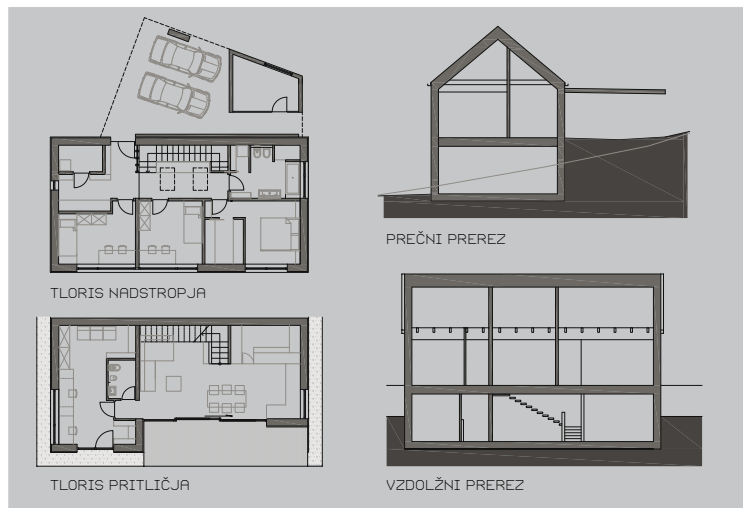 TLORIS NADSTROPJA
PREČNI PREREZ
TLORIS PRITLIČJA
VZDOLŽNI PREREZ